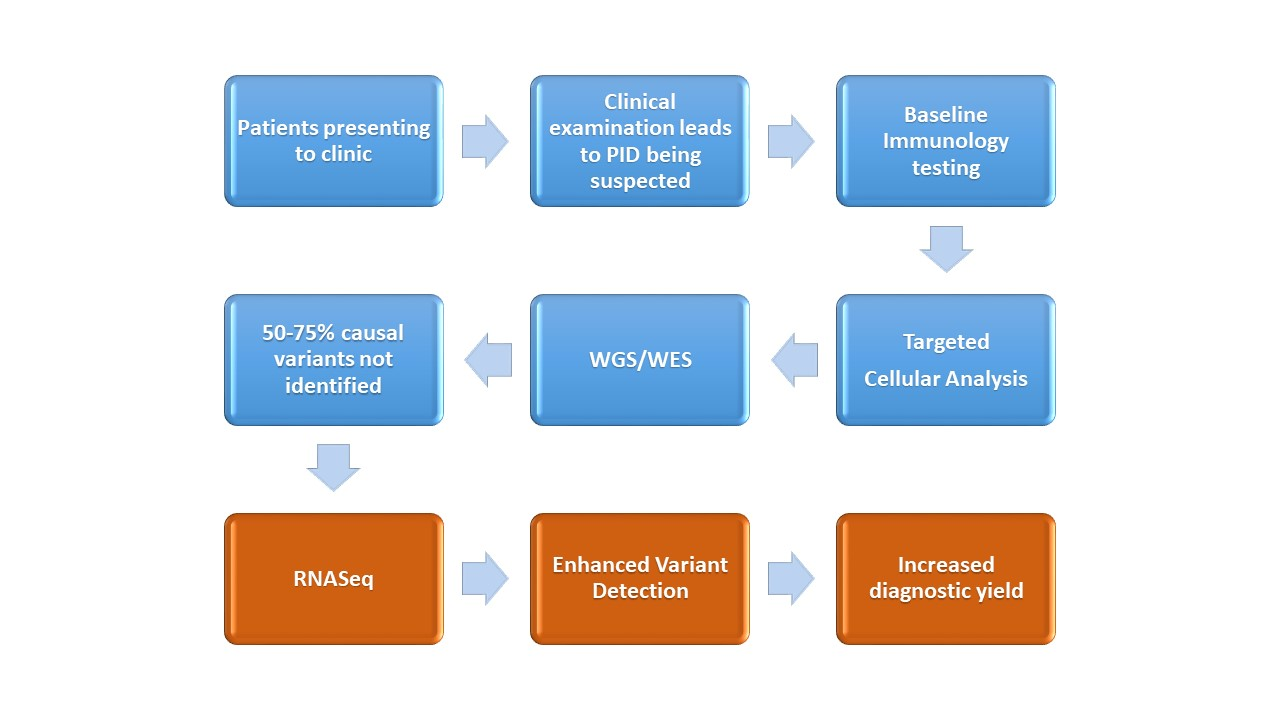 Patients presenting
to clinic
Clinical
examination leads
to PID being
suspected
Baseline
Immunology
testing
Targeted
Cellular Analysis
WGS/WES
50-75% causal
variants not
identified
RNASeq
Enhanced Variant
Detection
Increased
diagnostic yield